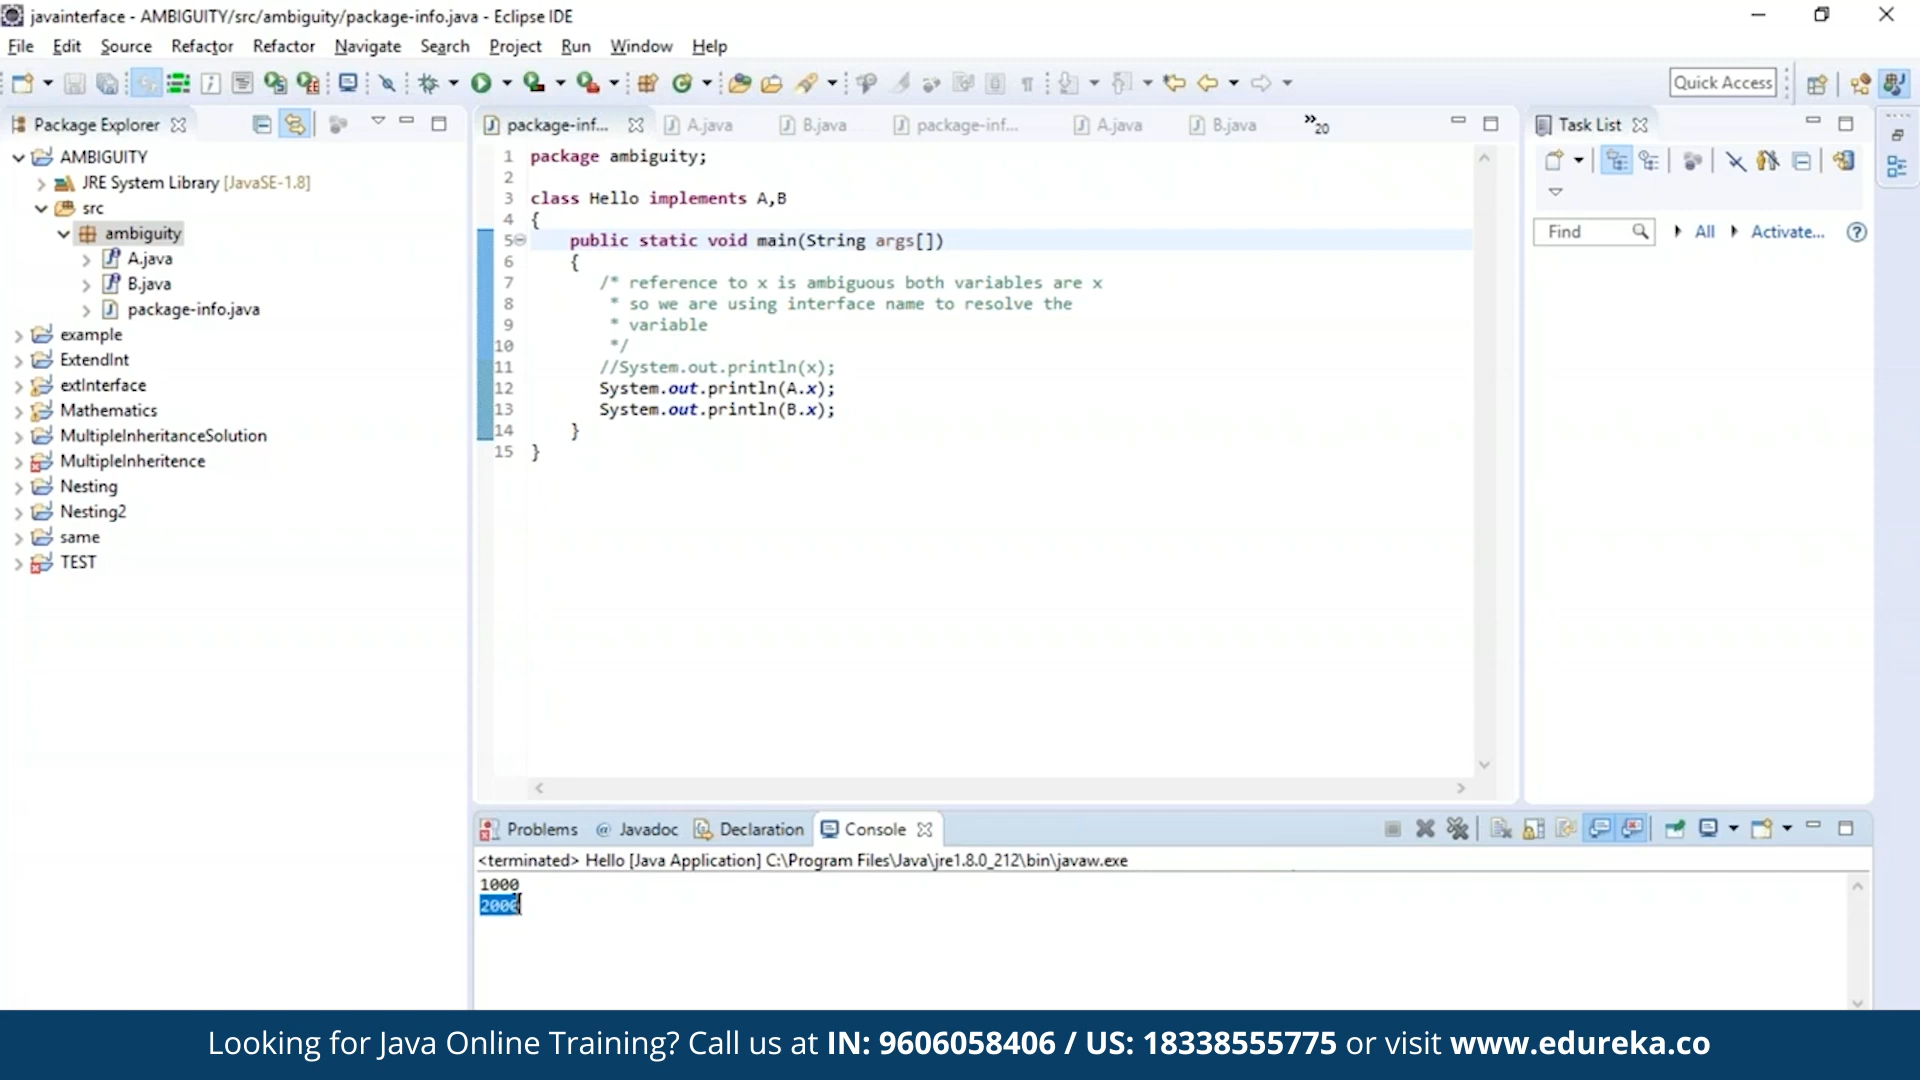 javainterface - AMBIGUITY/src/ambiguity/package-info.java - Eclipse IDE
File Edit Source Refactor Refactor Navigate Search Project Run Window Help
Quick Access
Package Explorer
AMBIGUITY
JRE System Library [JavaSE-1.8]
src
ambiguity
A.java
B.java
package-info.java
example
ExtendInt
extInterface
Mathematics
MultipleInheritanceSolution
MultipleInheritence
Nesting
Nesting2
same
TEST
package-inf... A.java B.java package-inf... A.java B.java »20
1 package ambiguity;
2
3 class Hello implements A,B
4 {
5 public static void main(String args[])
6 {
7 /* reference to x is ambiguous both variables are x
8 * so we are using interface name to resolve the
9 * variable
10 */
11 //System.out.println(x);
12 System.out.println(A.x);
13 System.out.println(B.x);
14 }
15 }
Task List
Find All Activate...
Problems @ Javadoc Declaration Console
<terminated> Hello [Java Application] C:\Program Files\Java\jre1.8.0_212\bin\javaw.exe
1000
2000
Looking for Java Online Training? Call us at IN: 9606058406 / US: 18338555775 or visit www.edureka.co